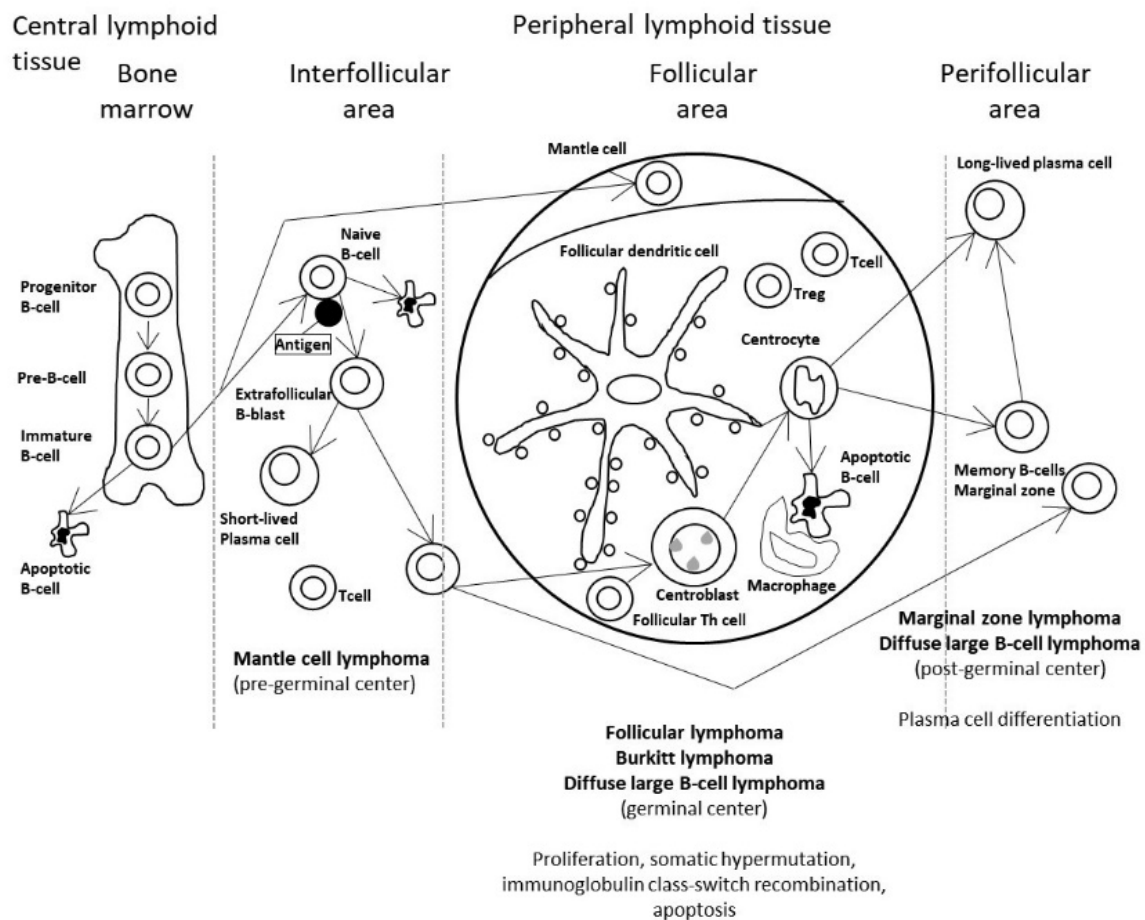 Central lymphoid
tissue
Peripheral lymphoid tissue
Bone
marrow
Interfollicular
area
Follicular
area
Perifollicular
area
Progenitor
B-cell
Pre-B-cell
Immature
B-cell
Apoptotic
B-cell
Naive
B-cell
Antigen
Extrafollicular
B-blast
Short-lived
Plasma cell
Tcell
Mantle cell lymphoma
(pre-germinal center)
Mantle cell
Follicular dendritic cell
Tcell
Treg
Centrocyte
Apoptotic
B-cell
Macrophage
Centroblast
Follicular Th cell
Follicular lymphoma
Burkitt lymphoma
Diffuse large B-cell lymphoma
(germinal center)
Proliferation, somatic hypermutation,
immunoglobulin class-switch recombination,
apoptosis
Long-lived plasma cell
Memory B-cells
Marginal zone
Marginal zone lymphoma
Diffuse large B-cell lymphoma
(post-germinal center)
Plasma cell differentiation